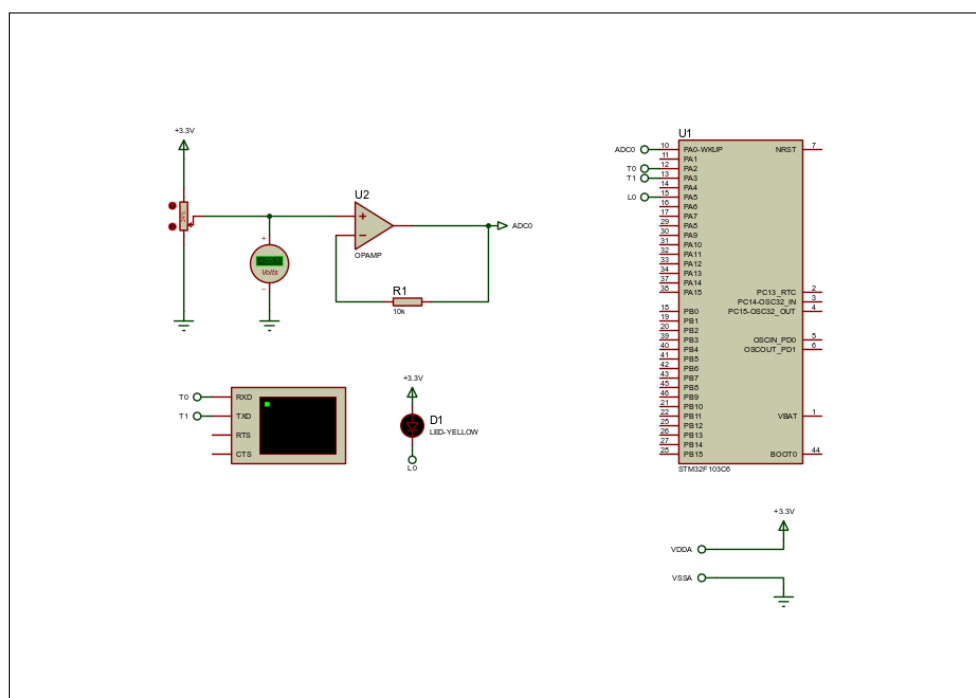 +3.3V
U2
OPAMP
ADC0
Volts
R1
10k
T0
T1
RXD
TXD
RTS
CTS
+3.3V
D1
LED-YELLOW
L0
U1
ADC0
T0
T1
L0
10 PA0-WKUP
11 PA1
12 PA2
13 PA3
14 PA4
15 PA5
16 PA6
17 PA7
29 PA8
30 PA9
31 PA10
32 PA11
33 PA12
34 PA13
37 PA14
38 PA15
18 PB0
19 PB1
20 PB2
39 PB3
40 PB4
41 PB5
42 PB6
43 PB7
45 PB8
46 PB9
21 PB10
22 PB11
25 PB12
26 PB13
27 PB14
28 PB15
NRST 7
PC13_RTC 2
PC14-OSC32_IN 3
PC15-OSC32_OUT 4
OSCIN_PD0 5
OSCOUT_PD1 6
VBAT 1
BOOT0 44
STM32F103C6
+3.3V
VDDA
VSSA